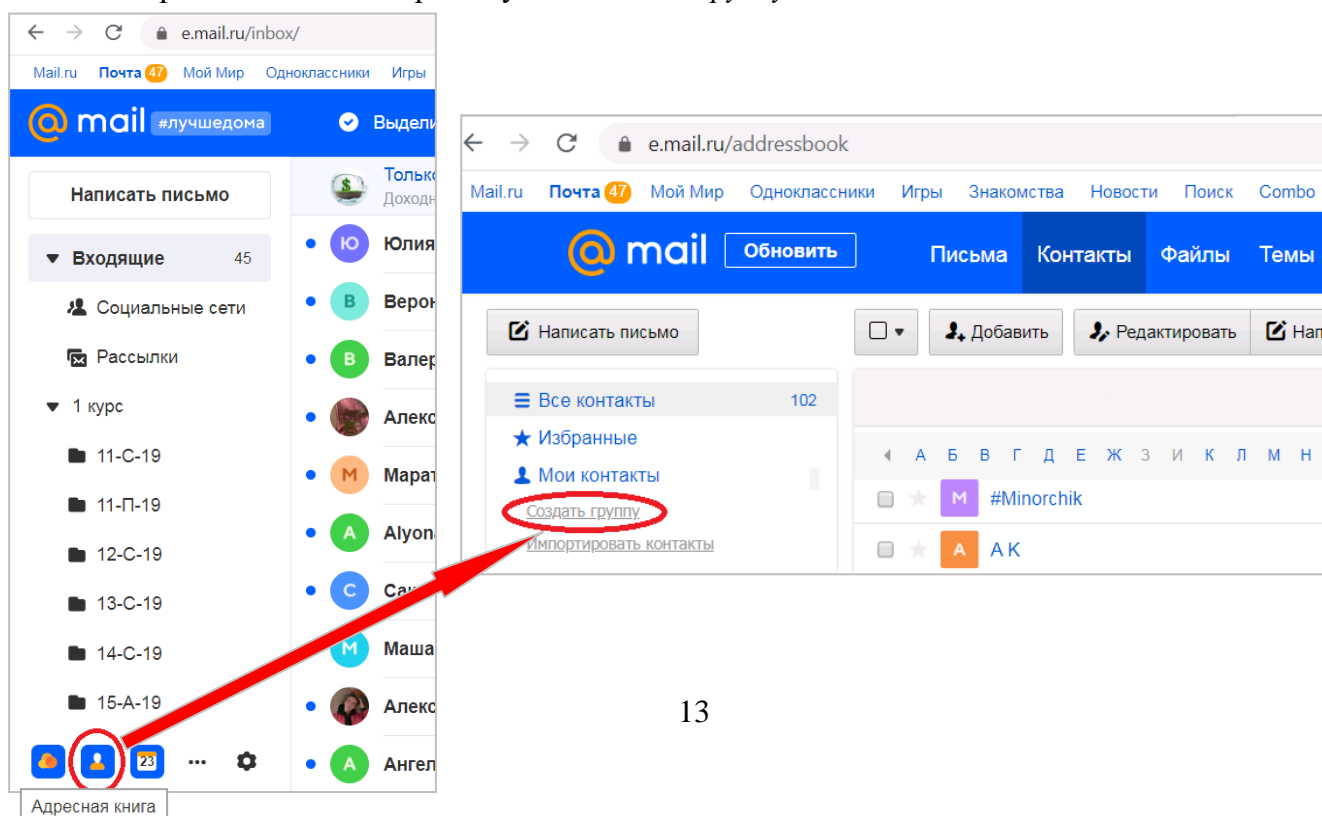 e.mail.ru/inbox/
Mail.ru Почта 47 Мой Мир Одноклассники Игры
mail #лучшедома
Выдели
Написать письмо
Входящие 45
Социальные сети
Рассылки
1 курс
11-С-19
11-П-19
12-С-19
13-С-19
14-С-19
15-А-19
23
Адресная книга
Только
Доходн
Ю Юлия
В Верон
В Валер
Алекс
М Марат
A Alyon
С Са
М Маша
Алекс
А Ангел
e.mail.ru/addressbook
Mail.ru Почта 47 Мой Мир Одноклассники Игры Знакомства Новости Поиск Combo
mail Обновить Письма Контакты Файлы Темы
Написать письмо
Добавить Редактировать Нап
Все контакты 102
Избранные
Мои контакты
Создать группу
Импортировать контакты
А Б В Г Д Е Ж З И К Л М Н
M #Minorchik
A A K
13